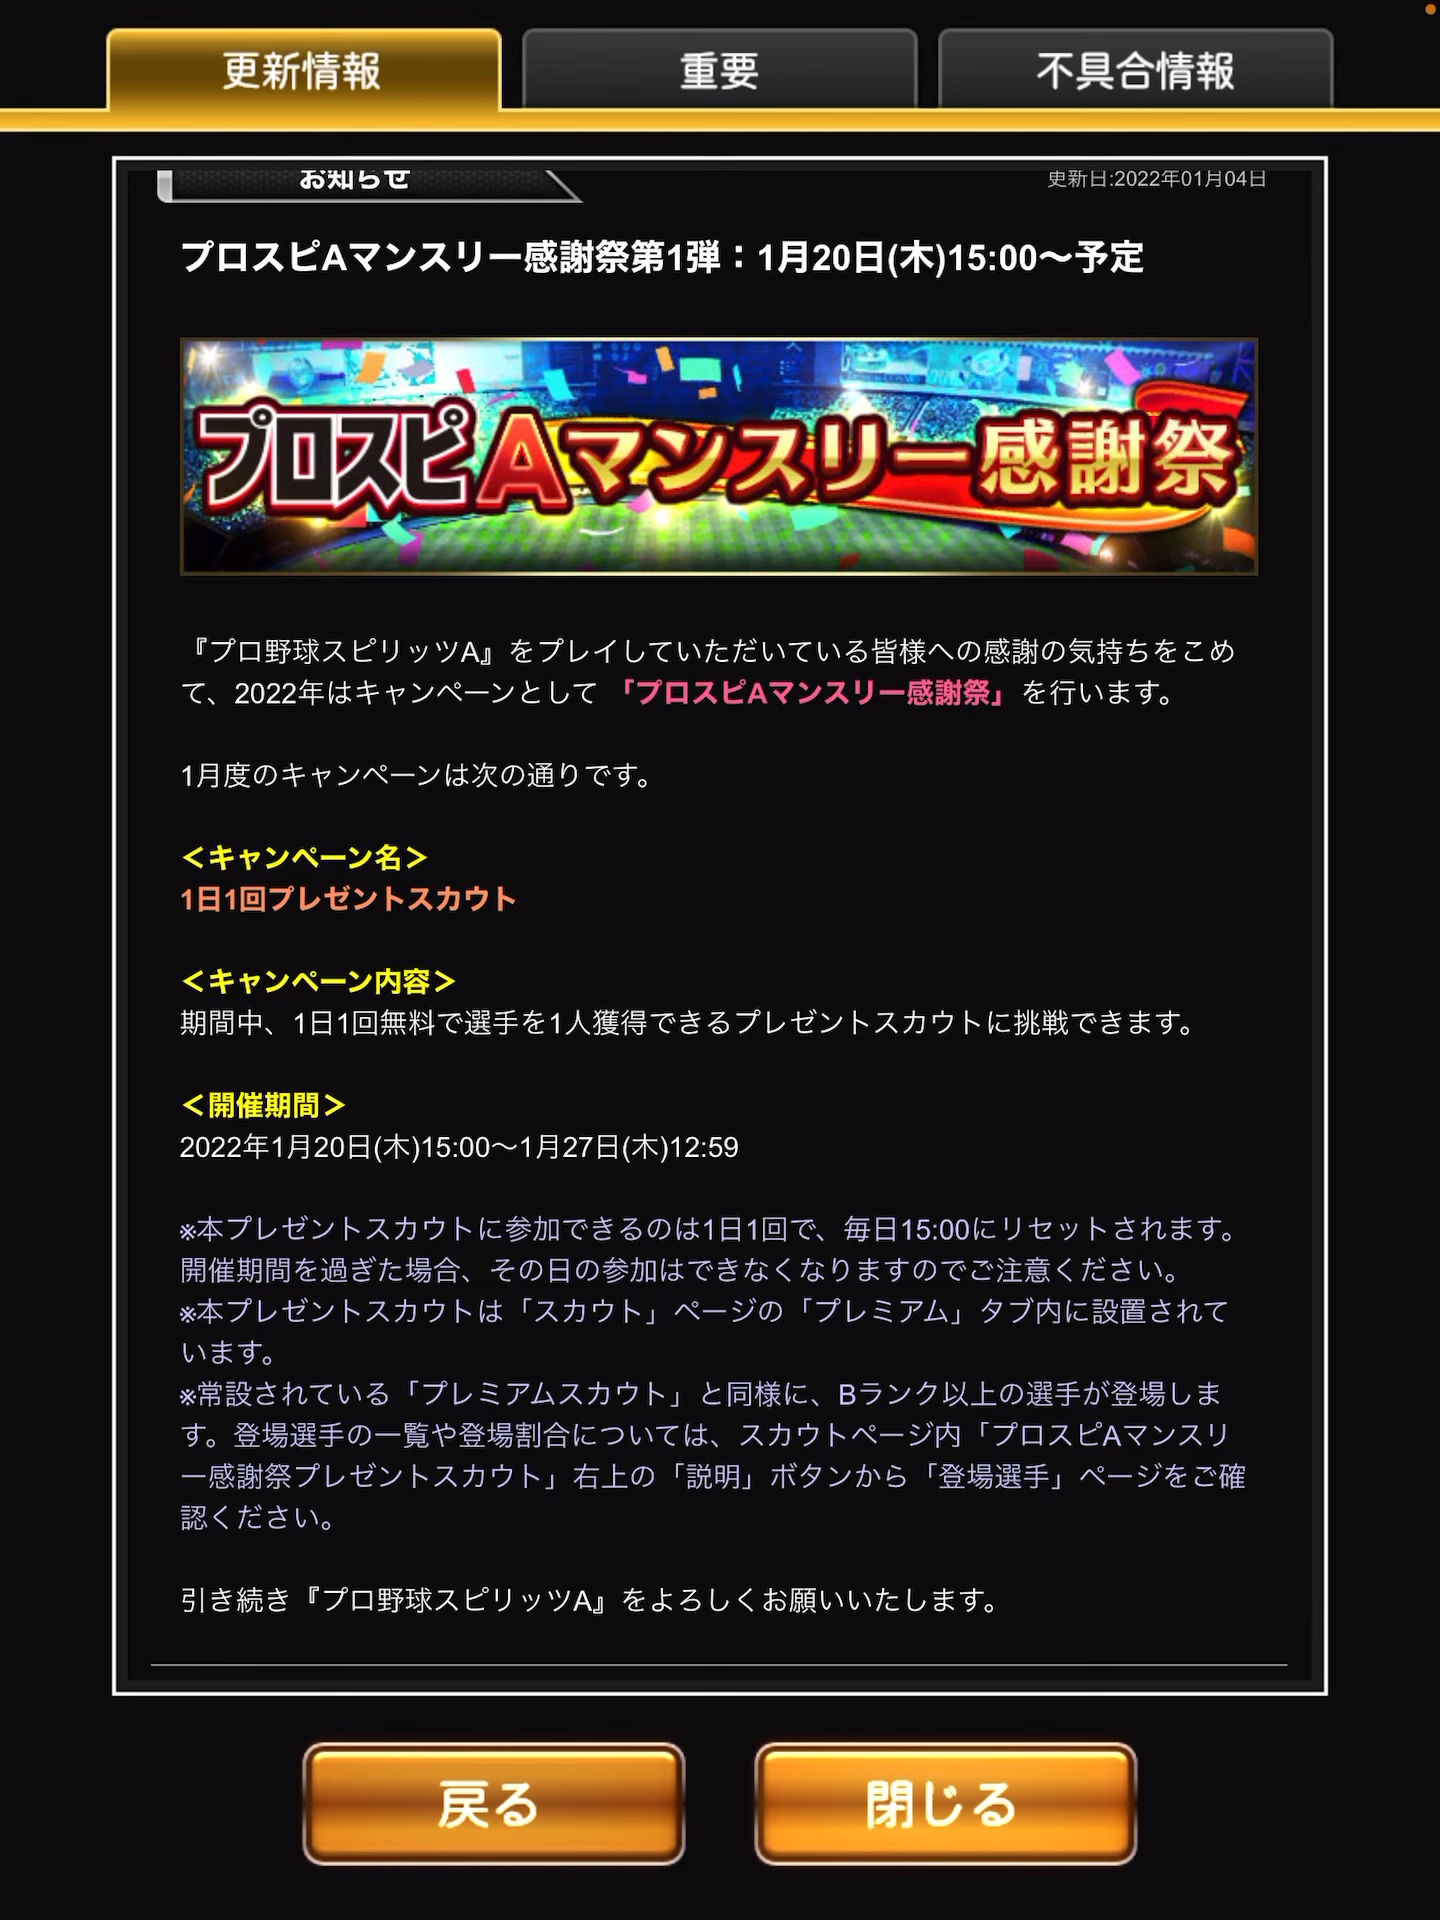 更新情報
重要
不具合情報
お知らせ
更新日:2022年01月04日
プロスピAマンスリー感謝祭第1弾：1月20日(木)15:00〜予定
プロスピAマンスリー感謝祭
『プロ野球スピリッツA』をプレイしていただいている皆様への感謝の気持ちをこめ
て、2022年はキャンペーンとして「プロスピAマンスリー感謝祭」を行います。
1月度のキャンペーンは次の通りです。
＜キャンペーン名＞
1日1回プレゼントスカウト
＜キャンペーン内容＞
期間中、1日1回無料で選手を1人獲得できるプレゼントスカウトに挑戦できます。
＜開催期間＞
2022年1月20日(木)15:00〜1月27日(木)12:59
※本プレゼントスカウトに参加できるのは1日1回で、毎日15:00にリセットされます。
開催期間を過ぎた場合、その日の参加はできなくなりますのでご注意ください。
※本プレゼントスカウトは「スカウト」ページの「プレミアム」タブ内に設置されて
います。
※常設されている「プレミアムスカウト」と同様に、Bランク以上の選手が登場しま
す。登場選手の一覧や登場割合については、スカウトページ内「プロスピAマンスリ
ー感謝祭プレゼントスカウト」右上の「説明」ボタンから「登場選手」ページをご確
認ください。
引き続き『プロ野球スピリッツA』をよろしくお願いいたします。
戻る
閉じる